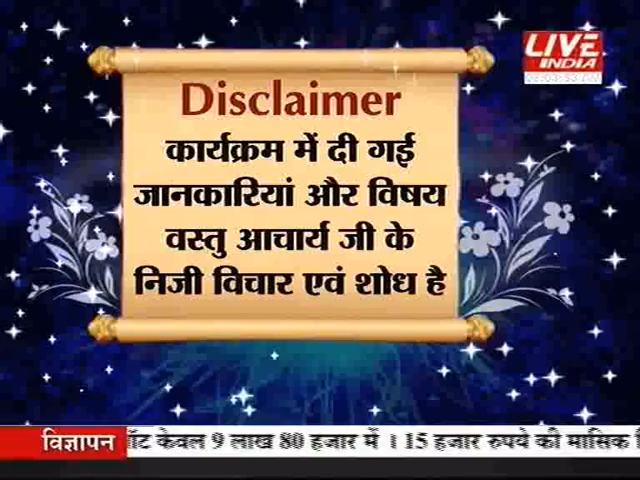 LIVE
INDIA
Disclaimer
कार्यक्रम में दी गई
जानकारियां और विषय
वस्तु आचार्य जी के
निजी विचार एवं शोध है
विज्ञापन
केवल 9 लाख 80 हजार में । 15 हजार रुपये की मासिक